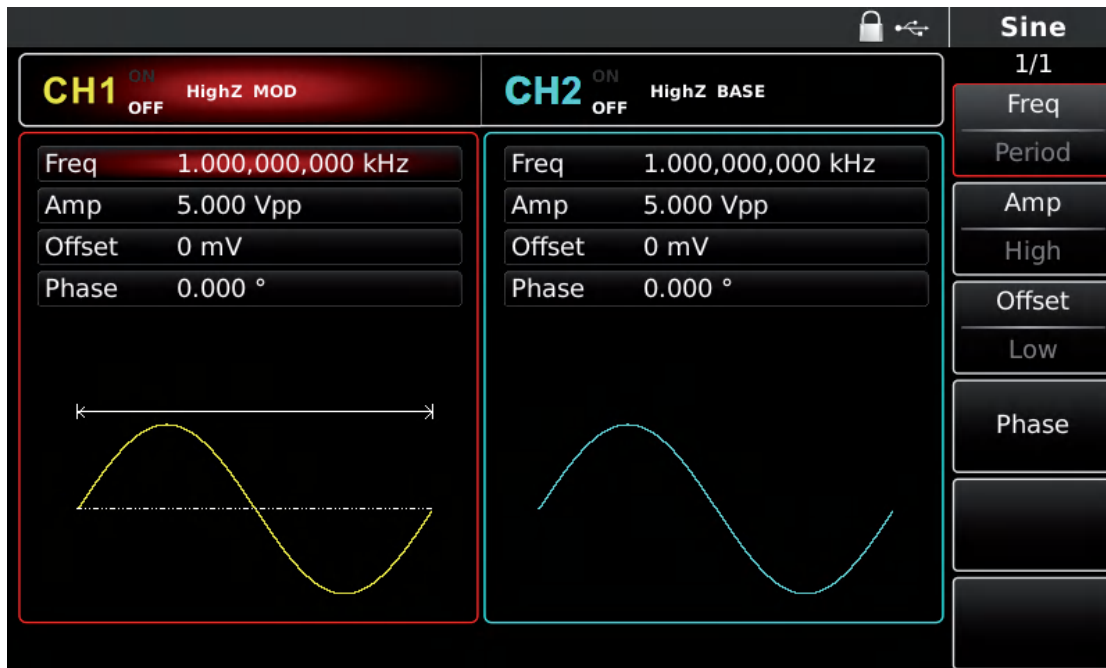 Sine
1/1
CH1 ON OFF HighZ MOD
CH2 ON OFF HighZ BASE
Freq 1.000,000,000 kHz
Amp 5.000 Vpp
Offset 0 mV
Phase 0.000 °
Freq 1.000,000,000 kHz
Amp 5.000 Vpp
Offset 0 mV
Phase 0.000 °
Freq
Period
Amp
High
Offset
Low
Phase